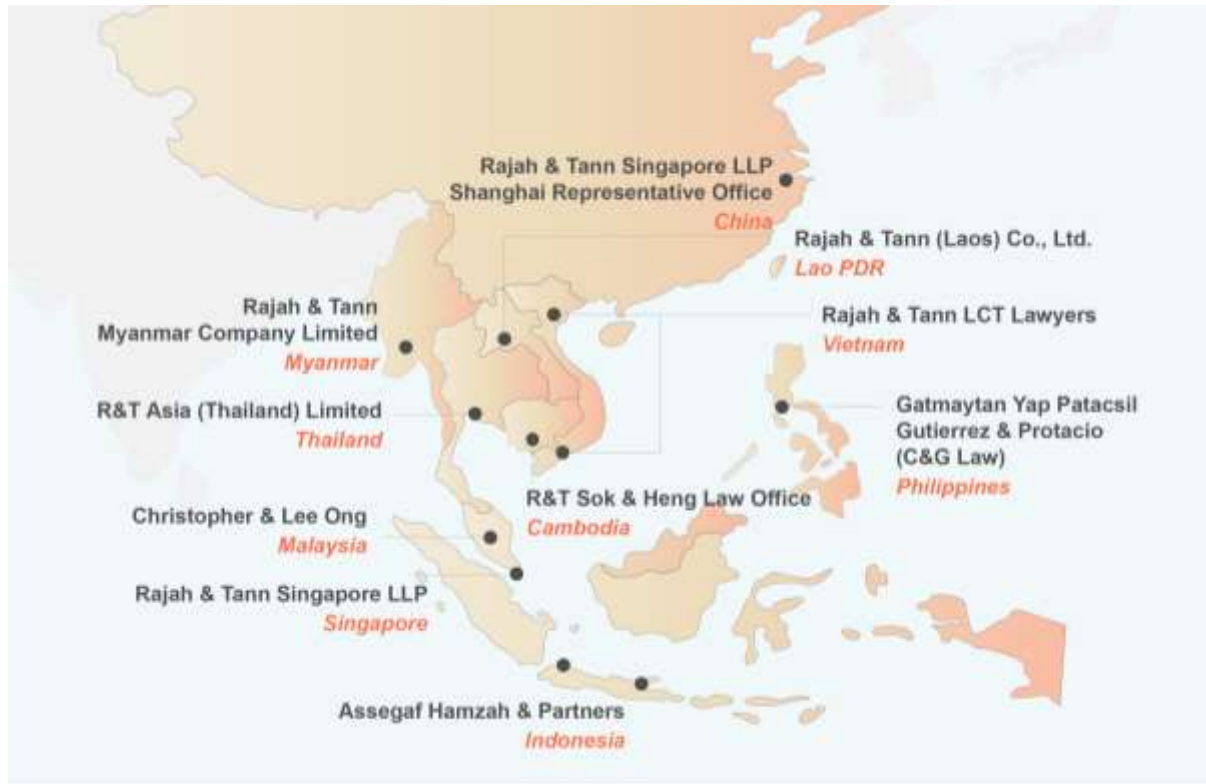 Rajah & Tann Singapore LLP
Shanghai Representative Office
China
Rajah & Tann (Laos) Co., Ltd.
Lao PDR
Rajah & Tann
Myanmar Company Limited
Myanmar
Rajah & Tann LCT Lawyers
Vietnam
R&T Asia (Thailand) Limited
Thailand
Gatmaytan Yap Patacsil
Gutierrez & Protacio
(C&G Law)
Philippines
R&T Sok & Heng Law Office
Cambodia
Christopher & Lee Ong
Malaysia
Rajah & Tann Singapore LLP
Singapore
Assegaf Hamzah & Partners
Indonesia